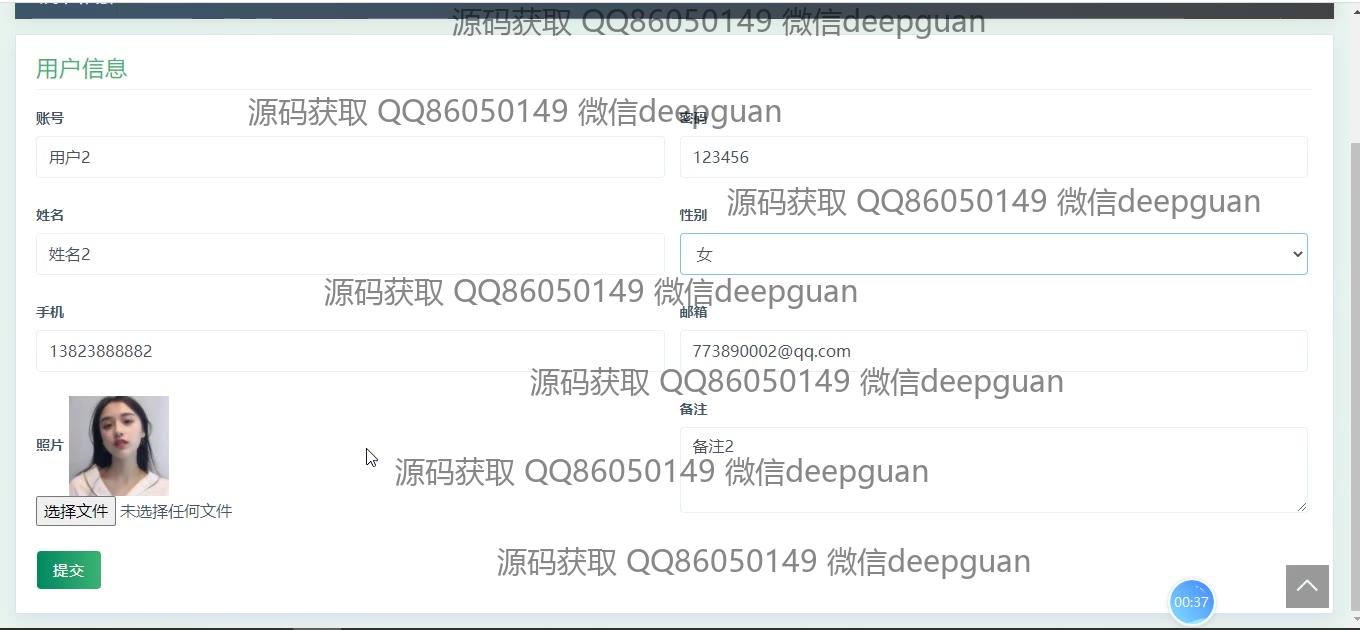 源码获取 QQ86050149 微信deepguan
用户信息
源码获取 QQ86050149 微信deepguan
账号 密码
用户2 123456
源码获取 QQ86050149 微信deepguan
姓名 性别
姓名2 女
源码获取 QQ86050149 微信deepguan
手机 邮箱
13823888882 773890002@qq.com
源码获取 QQ86050149 微信deepguan
备注
照片 备注2
源码获取 QQ86050149 微信deepguan
选择文件 未选择任何文件
源码获取 QQ86050149 微信deepguan
提交
00:37